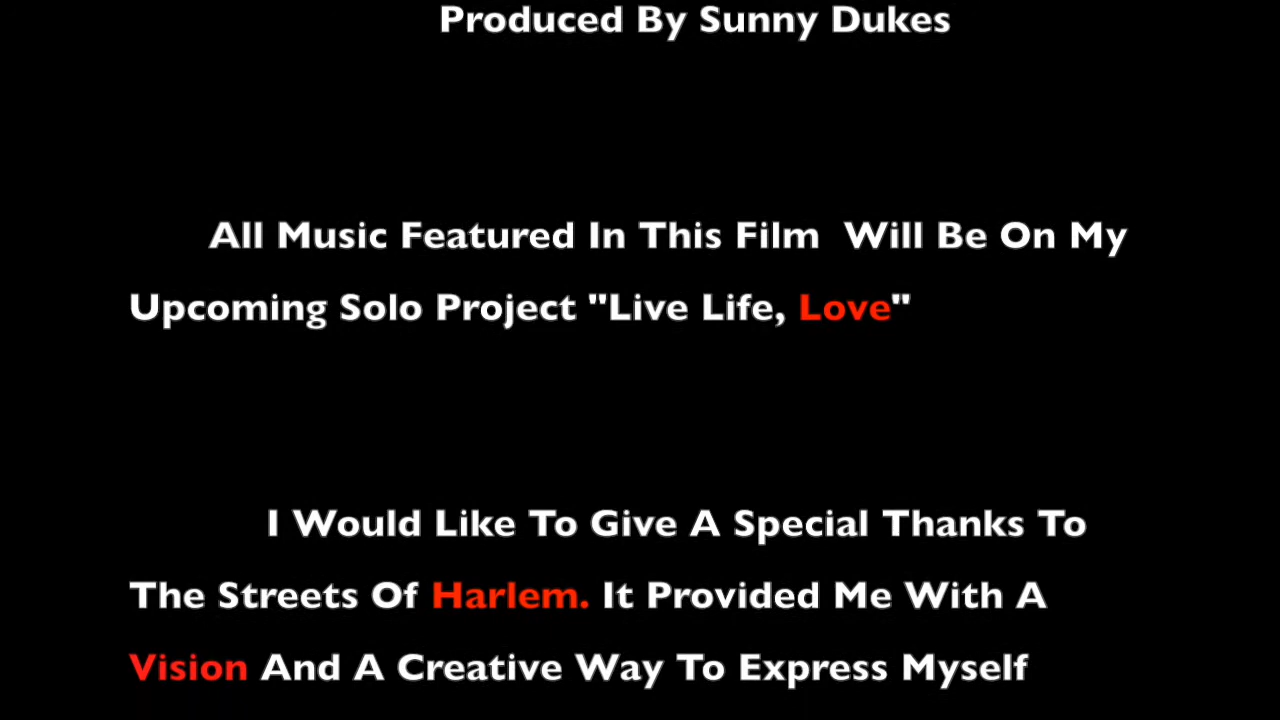 Produced By Sunny Dukes
All Music Featured In This Film  Will Be On My
Upcoming Solo Project "Live Life, Love"
I Would Like To Give A Special Thanks To
The Streets Of Harlem. It Provided Me With A
Vision And A Creative Way To Express Myself